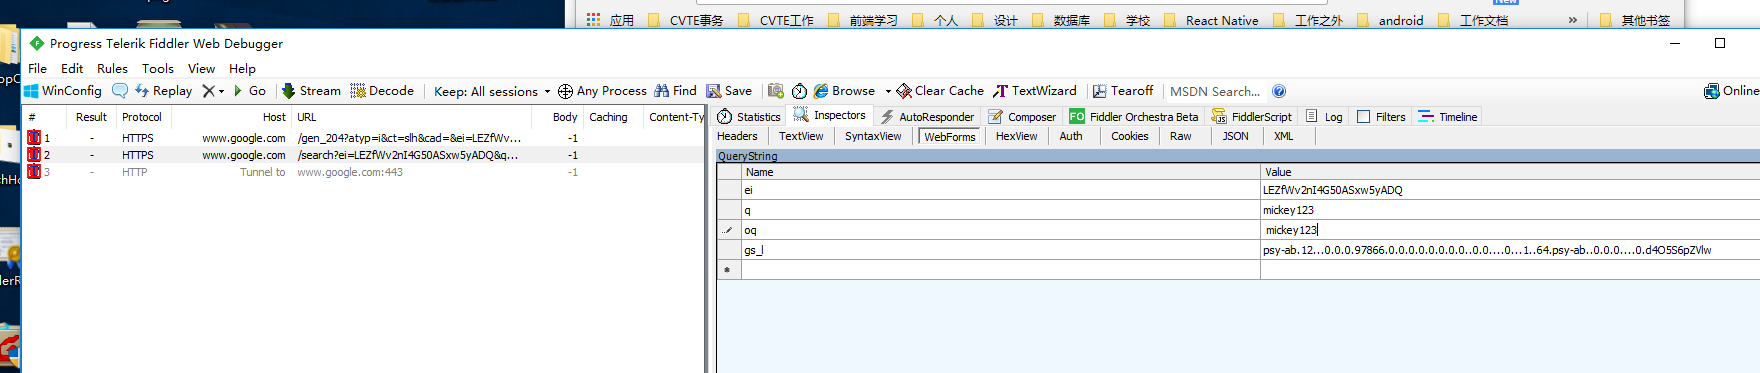 New
应用 CVTE事务 CVTE工作 前端学习 个人 设计 数据库 学校 React Native 工作之外 android 工作文档 » 其他书签
Progress Telerik Fiddler Web Debugger
File Edit Rules Tools View Help
WinConfig Replay Go Stream Decode Keep: All sessions Any Process Find Save Browse Clear Cache TextWizard Tearoff MSDN Search... Online
# Result Protocol Host URL Body Caching Content-Ty
1 - HTTPS www.google.com /gen_204?atyp=i&ct=slh&cad=&ei=LEZfWv... -1
2 - HTTPS www.google.com /search?ei=LEZfWv2nI4G50ASxw5yADQ&q... -1
3 - HTTP Tunnel to www.google.com:443 -1
Statistics Inspectors AutoResponder Composer FO Fiddler Orchestra Beta FiddlerScript Log Filters Timeline
Headers TextView SyntaxView WebForms HexView Auth Cookies Raw JSON XML
QueryString
Name Value
ei LEZfWv2nI4G50ASxw5yADQ
q mickey123
oq mickey123
gs_l psy-ab.12...0.0.0.97866.0.0.0.0.0.0.0.0..0.0....0...1..64.psy-ab..0.0.0....0.d4O5S6pZVlw
*